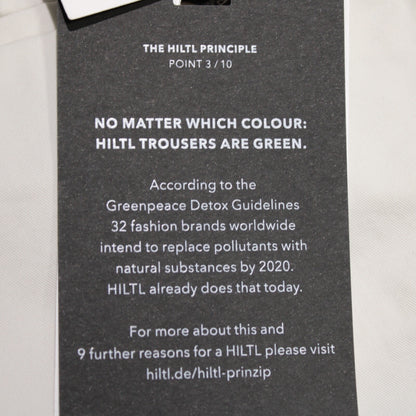 THE HILTL PRINCIPLE
POINT 3 / 10
NO MATTER WHICH COLOUR:
HILTL TROUSERS ARE GREEN.
According to the
Greenpeace Detox Guidelines
32 fashion brands worldwide
intend to replace pollutants with
natural substances by 2020.
HILTL already does that today.
For more about this and
9 further reasons for a HILTL please visit
hiltl.de/hiltl-prinzip